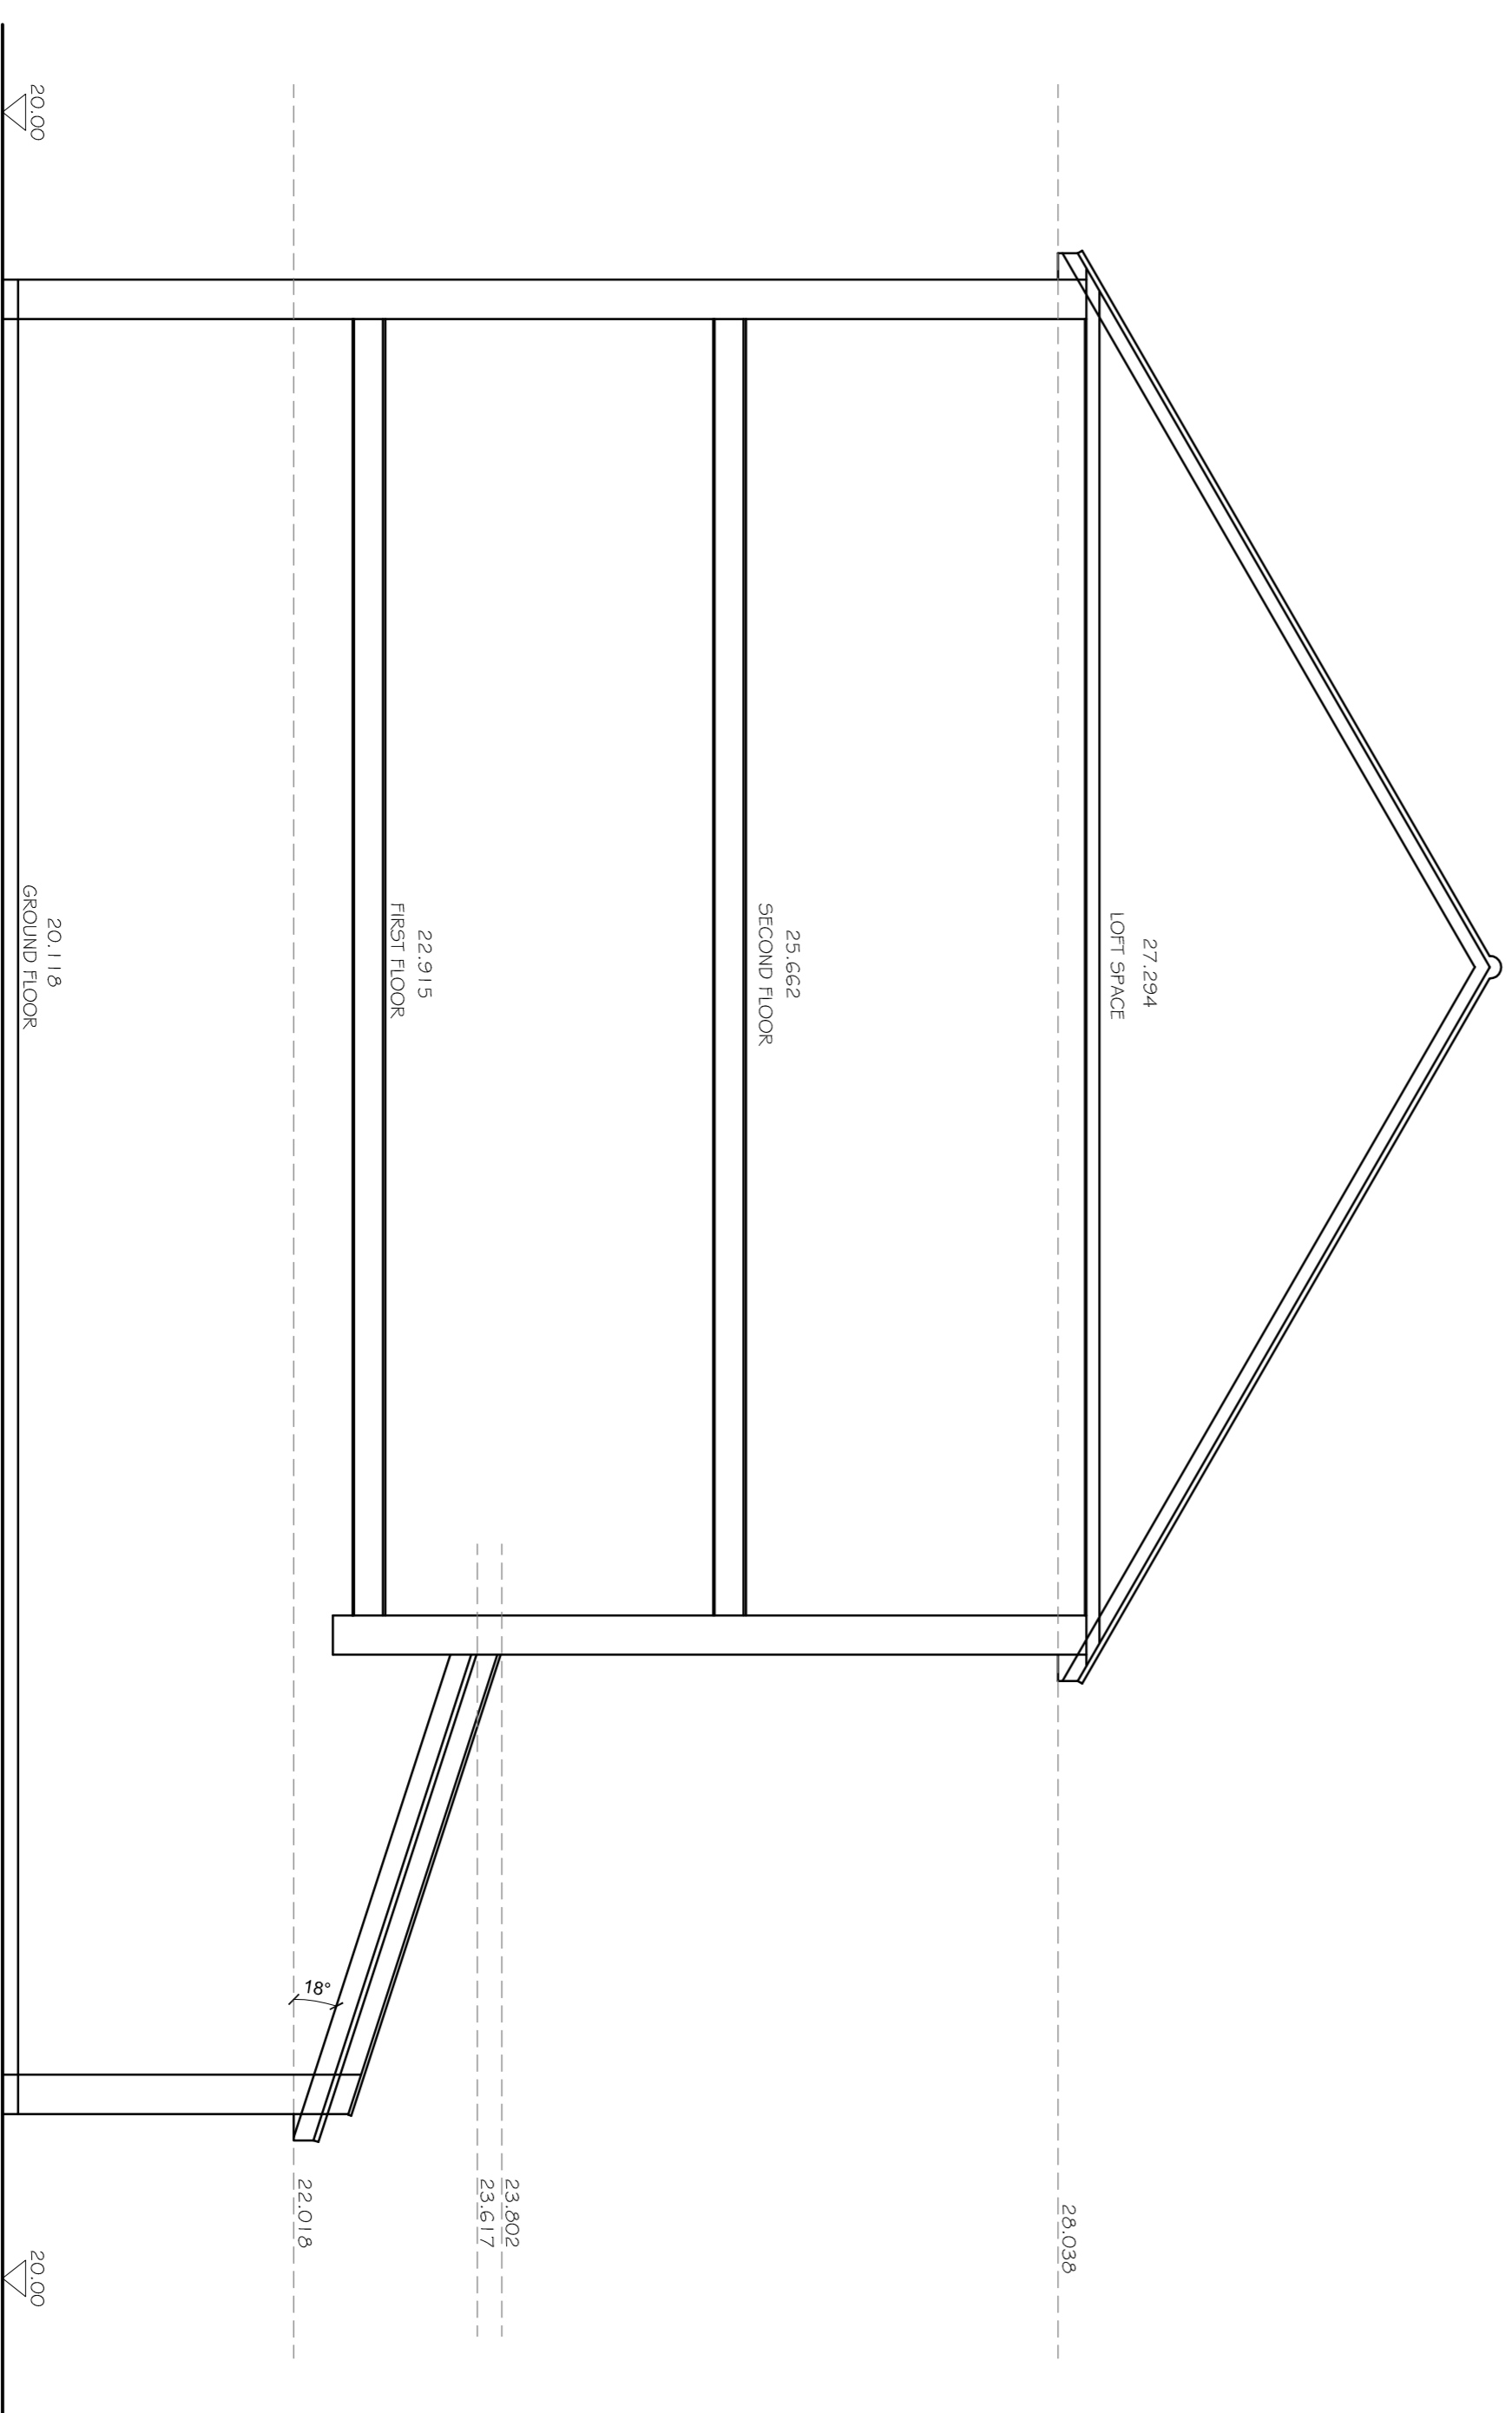 27.294
LOFT SPACE
28.038
25.662
SECOND FLOOR
23.802
23.617
22.915
FIRST FLOOR
18°
22.018
20.118
GROUND FLOOR
20.00
20.00